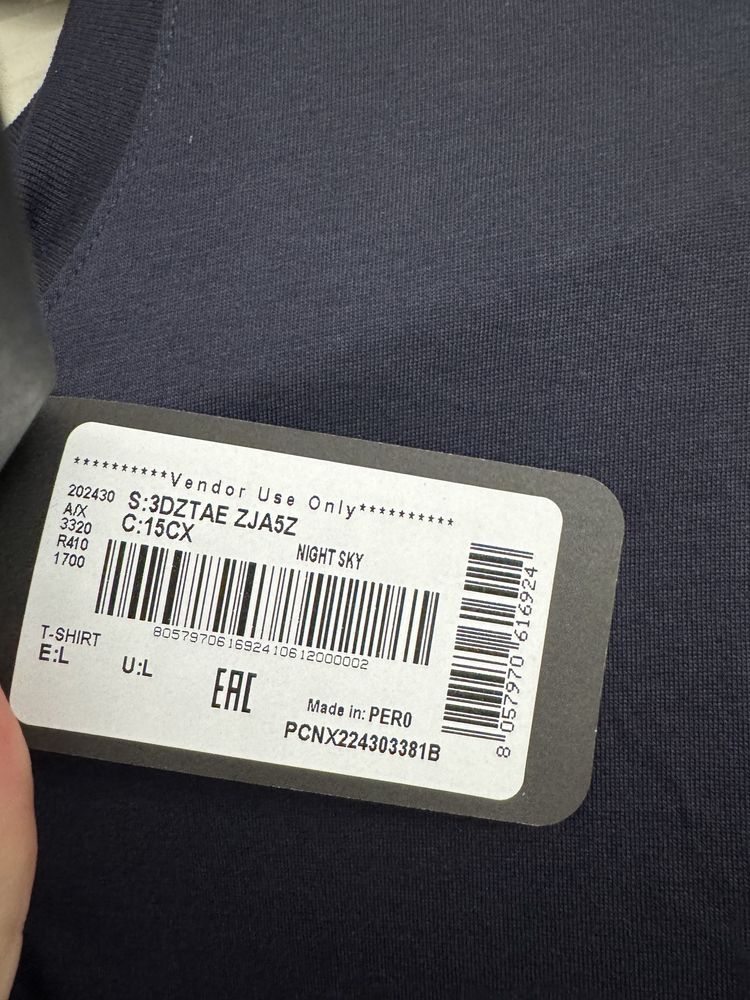 **********Vendor Use Only**********
202430
A/X
3320
R410
1700
S:3DZTAE ZJA5Z
C:15CX
NIGHT SKY
805797061692410612000002
8 057970 616924
T-SHIRT
E:L
U:L
EAC
Made in: PER0
PCNX224303381B